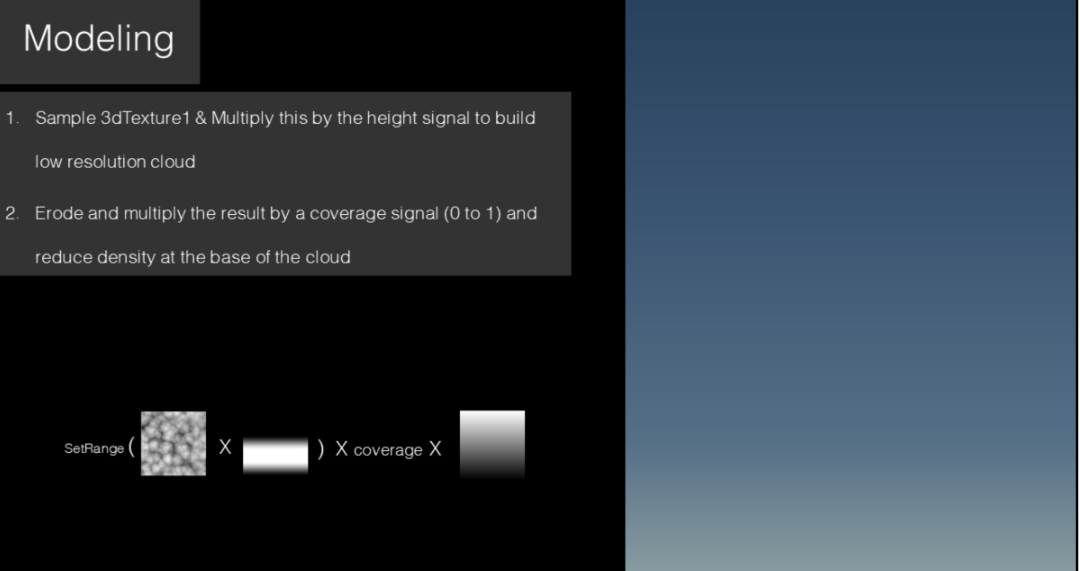 Modeling
1. Sample 3dTexture1 & Multiply this by the height signal to build
low resolution cloud
2. Erode and multiply the result by a coverage signal (0 to 1) and
reduce density at the base of the cloud
SetRange ( X ) X coverage X